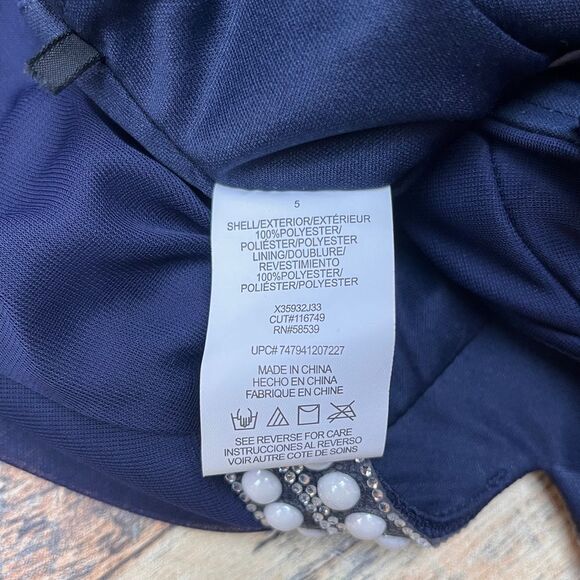 5
SHELL/EXTERIOR/EXTÉRIEUR
100%POLYESTER/
POLIÉSTER/POLYESTER
LINING/DOUBLURE/
REVESTIMIENTO
100%POLYESTER/
POLIÉSTER/POLYESTER
X35932J33
CUT#116749
RN#58539
UPC# 747941207227
MADE IN CHINA
HECHO EN CHINA
FABRIQUE EN CHINE
SEE REVERSE FOR CARE
INSTRUCCIONES AL REVERSO
VOIR AUTRE COTE DE SOINS